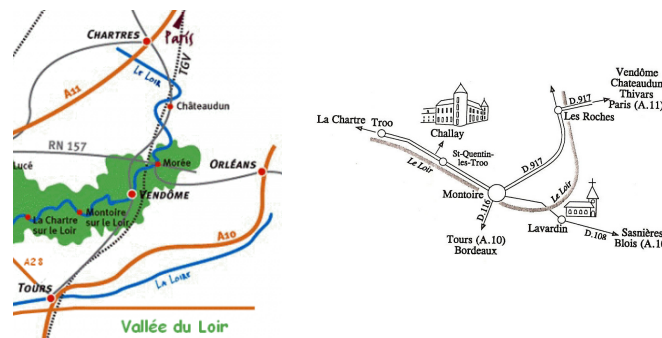 Paris
CHARTRES
TGV
Le Loir
A11
Châteaudun
RN 157
Lucé
Morée
ORLÉANS
VENDÔME
La Chartre
sur le Loir
Montoire
sur le Loir
A10
A28
La Loire
TOURS
Vallée du Loir
Vendôme
Chateaudun
Thivars
Paris (A.11)
D.917
Les Roches
La Chartre
Troo
Challay
St-Quentin-
les-Troo
D.917
Le Loir
Montoire
Le Loir
D.116
Lavardin
D.108
Sasnières
Blois (A.10
Tours (A.10)
Bordeaux